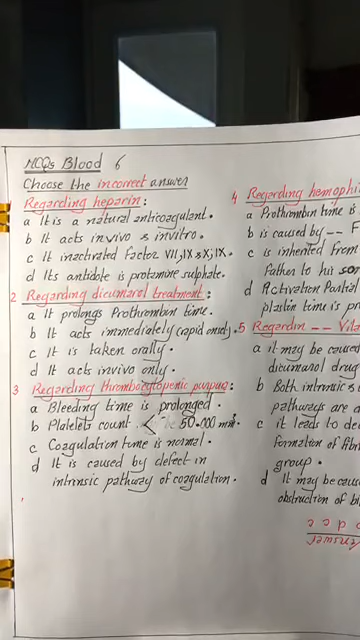 MCQs Blood 6
Choose the incorrect answer
Regarding heparin:
a It is a natural anticoagulant.
b It acts invivo & invitro.
c It inactivated Factor VII, IX & X, IX.
d Its antidote is protamine sulphate.
2 Regarding dicumarol treatment:
a It prolongs Prothrombin time.
b It acts immediately (rapid onset).
c It is taken orally.
d It acts invivo only.
3 Regarding thrombocytopenic purpura:
a Bleeding time is prolonged.
b Platelets count < 50.000 mm³.
c Coagulation time is normal.
d It is caused by defect in
intrinsic pathway of coagulation.
4 Regarding hemophi
a Prothrombin time is
b is caused by -- F
c is inherited from
Father to his son
d Activation Partial
plastin time is pr
5 Regardin -- Vita
a it may be caused
dicumarol drug
b Both intrinsic &
pathways are a
c it leads to de
formation of fib
group.
d It may be caus
obstruction of bi
answer
a d c c